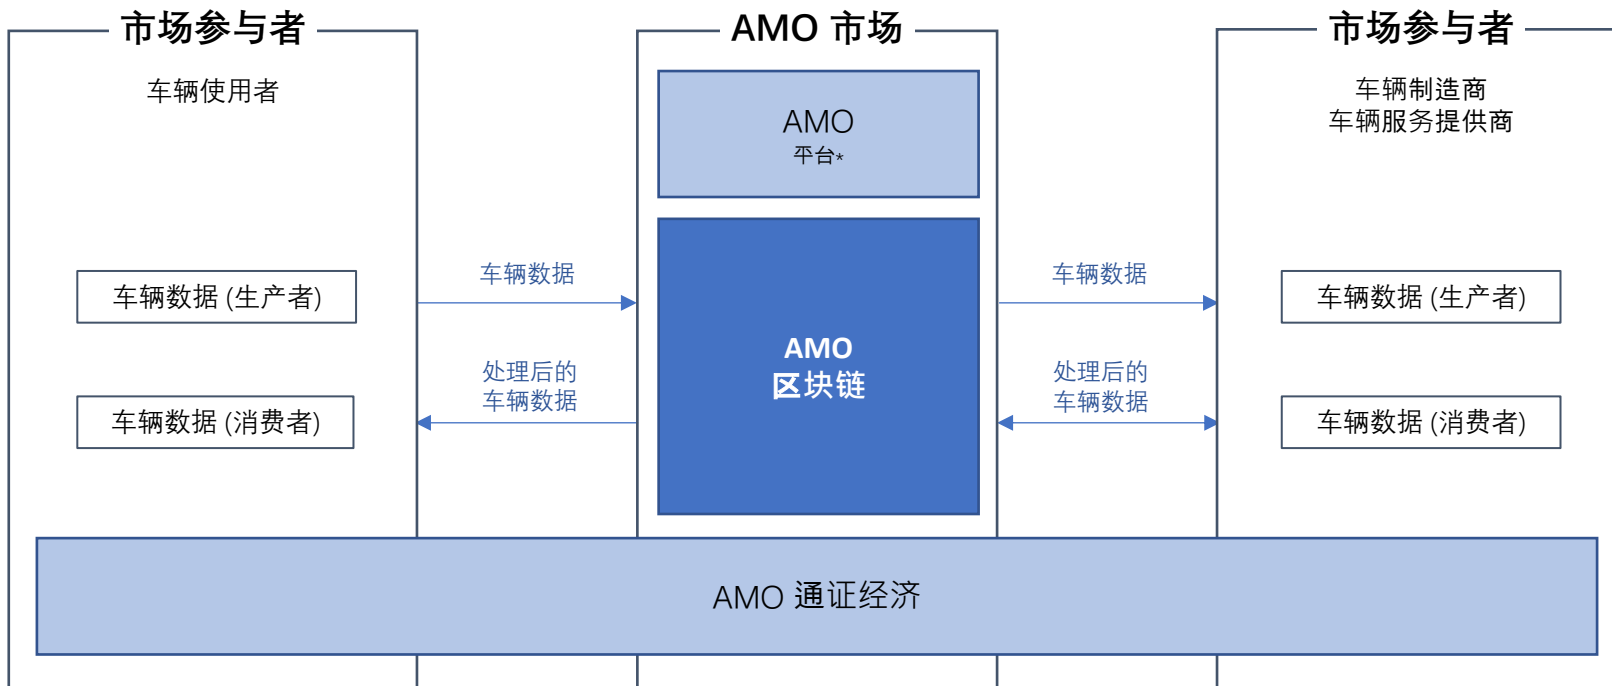 市场参与者
车辆使用者
车辆数据 (生产者)
车辆数据 (消费者)
车辆数据
处理后的
车辆数据
AMO 市场
AMO
平台*
AMO
区块链
车辆数据
处理后的
车辆数据
市场参与者
车辆制造商
车辆服务提供商
车辆数据 (生产者)
车辆数据 (消费者)
AMO 通证经济